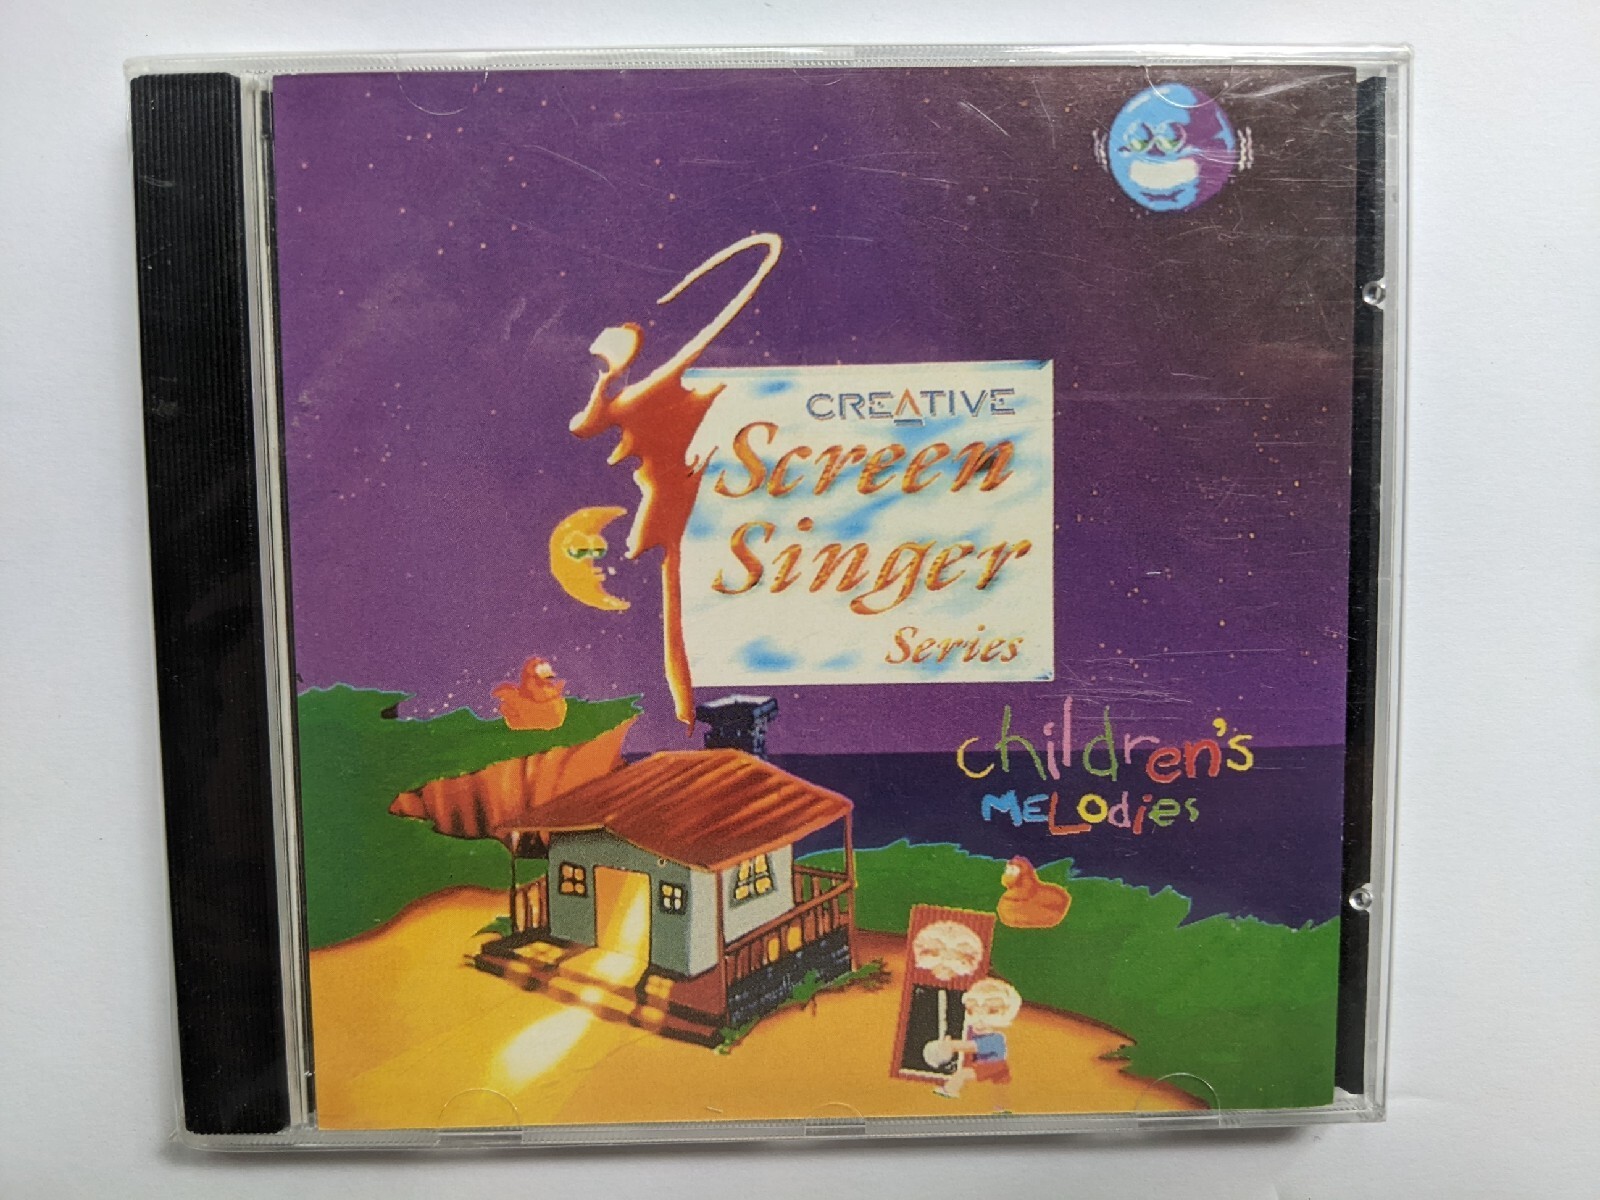 CREATIVE
Screen
Singer
Series
children's
MELOdies